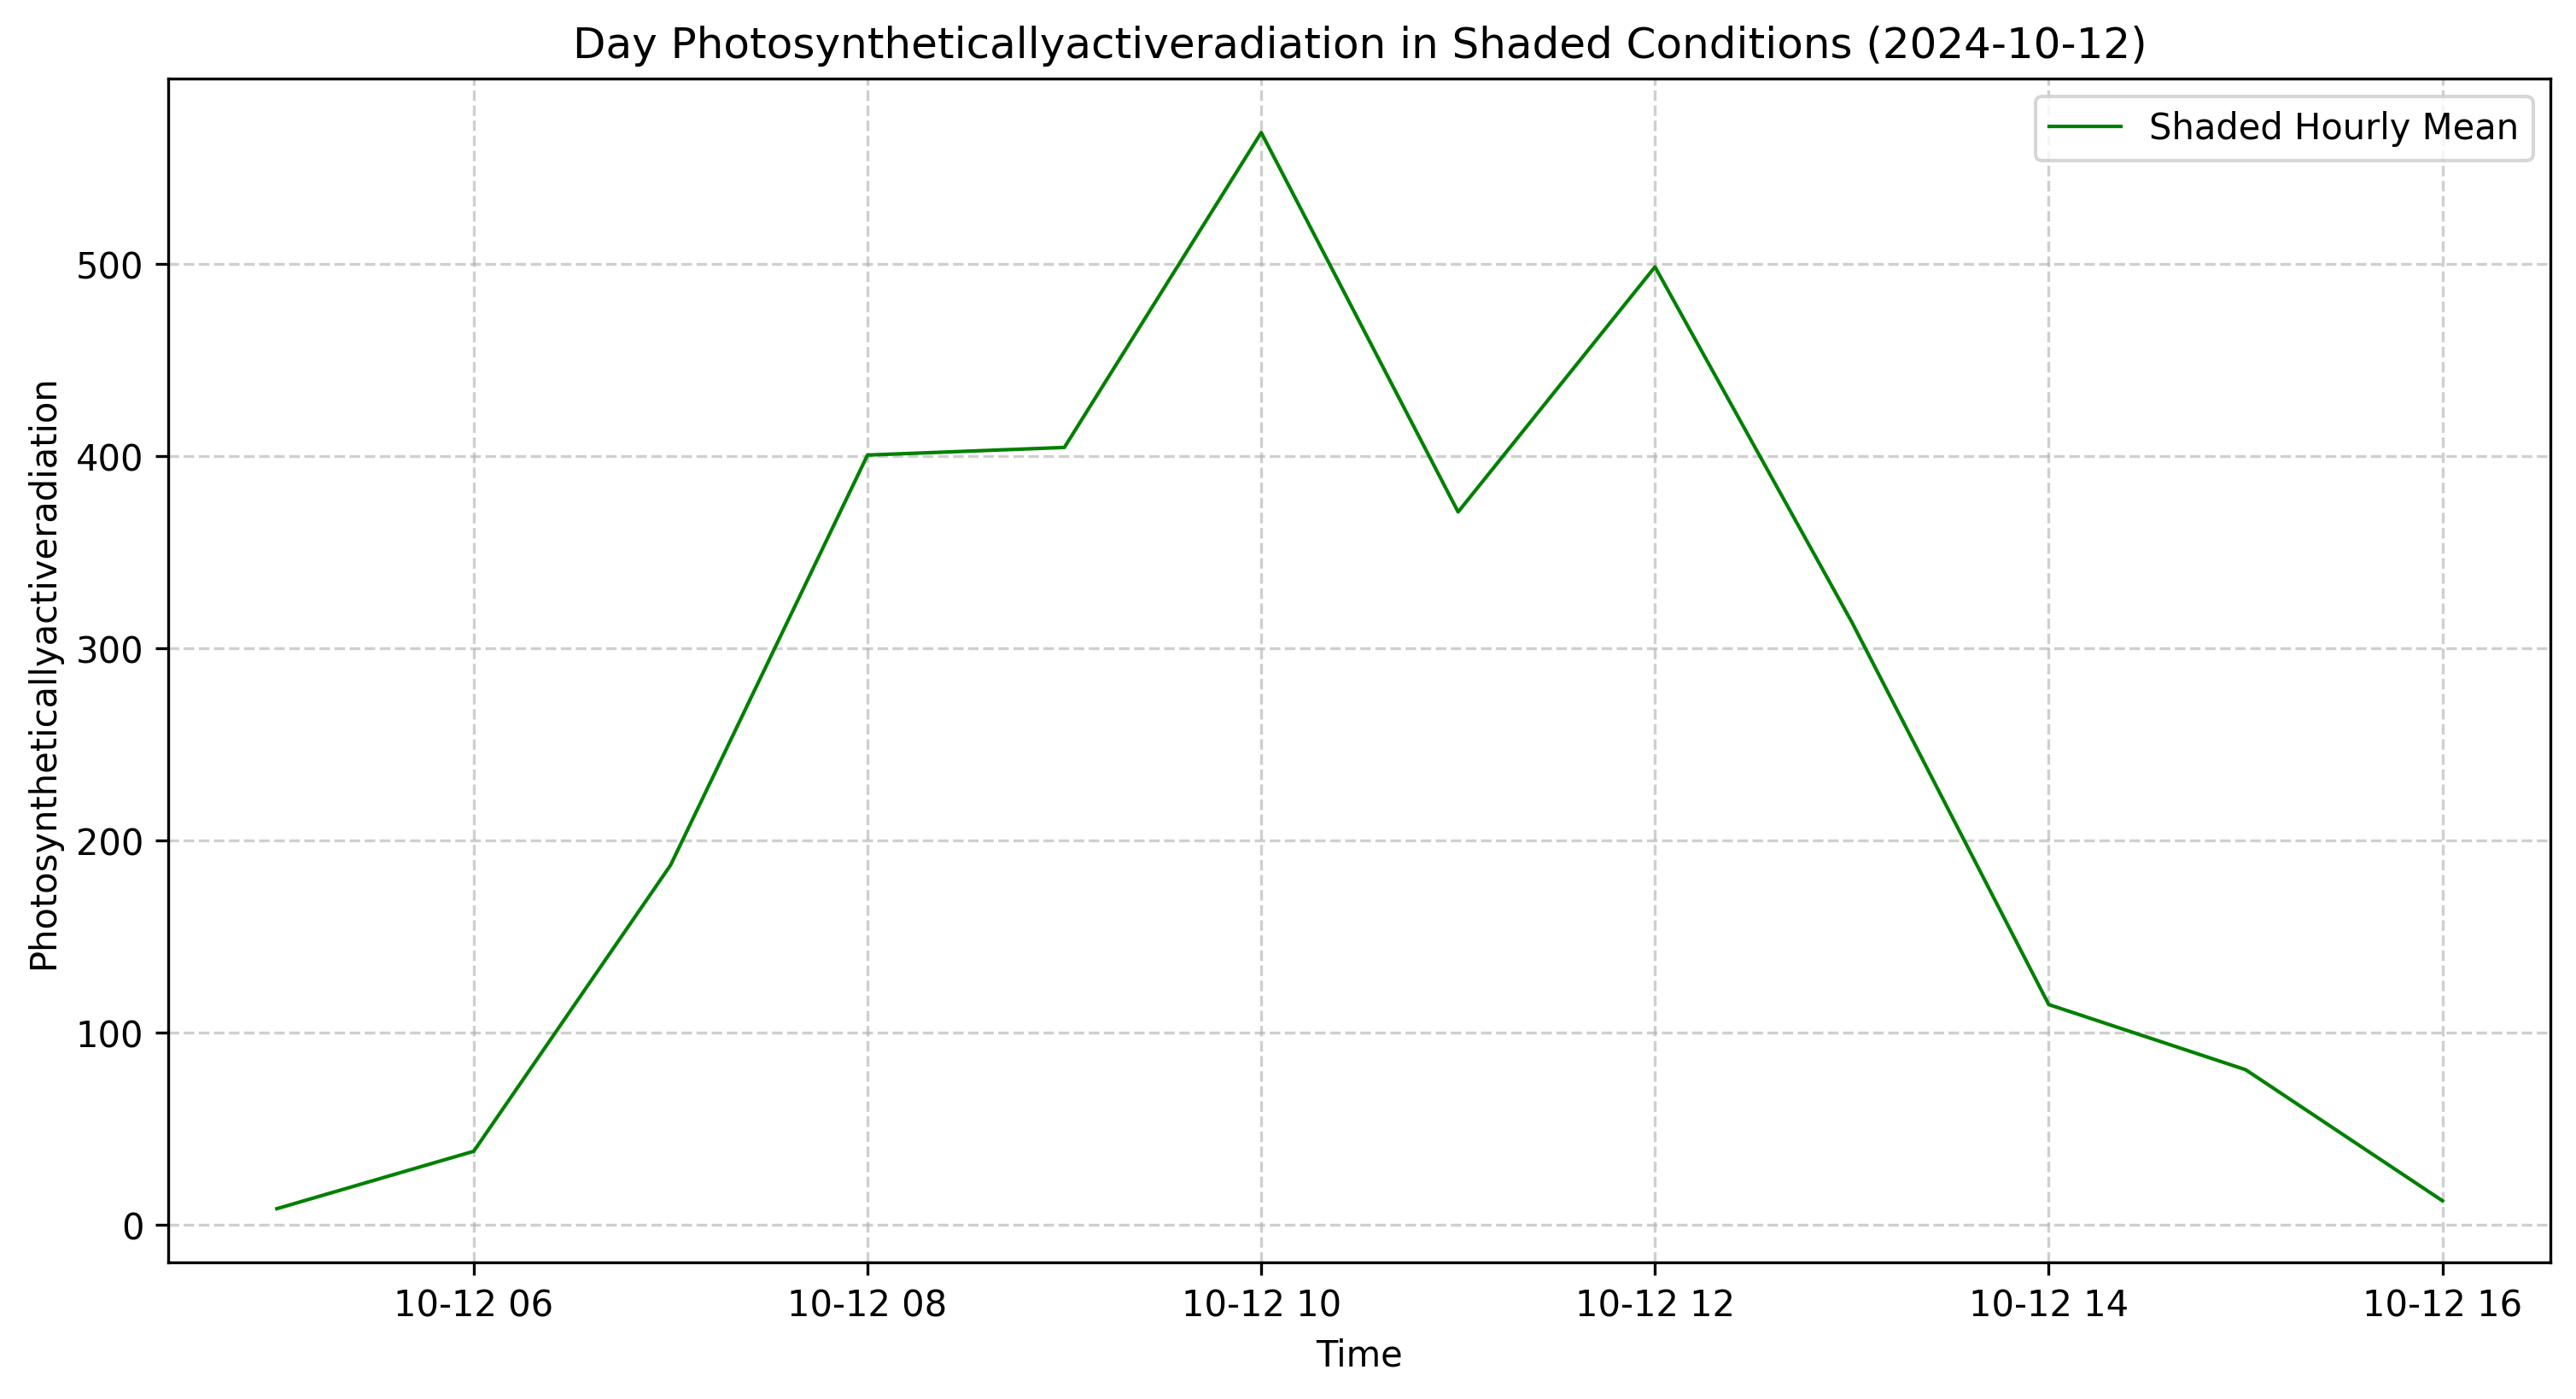 Day Photosyntheticallyactiveradiation in Shaded Conditions (2024-10-12)
Shaded Hourly Mean
Photosyntheticallyactiveradiation
500
400
300
200
100
0
10-12 06 10-12 08 10-12 10 10-12 12 10-12 14 10-12 16
Time